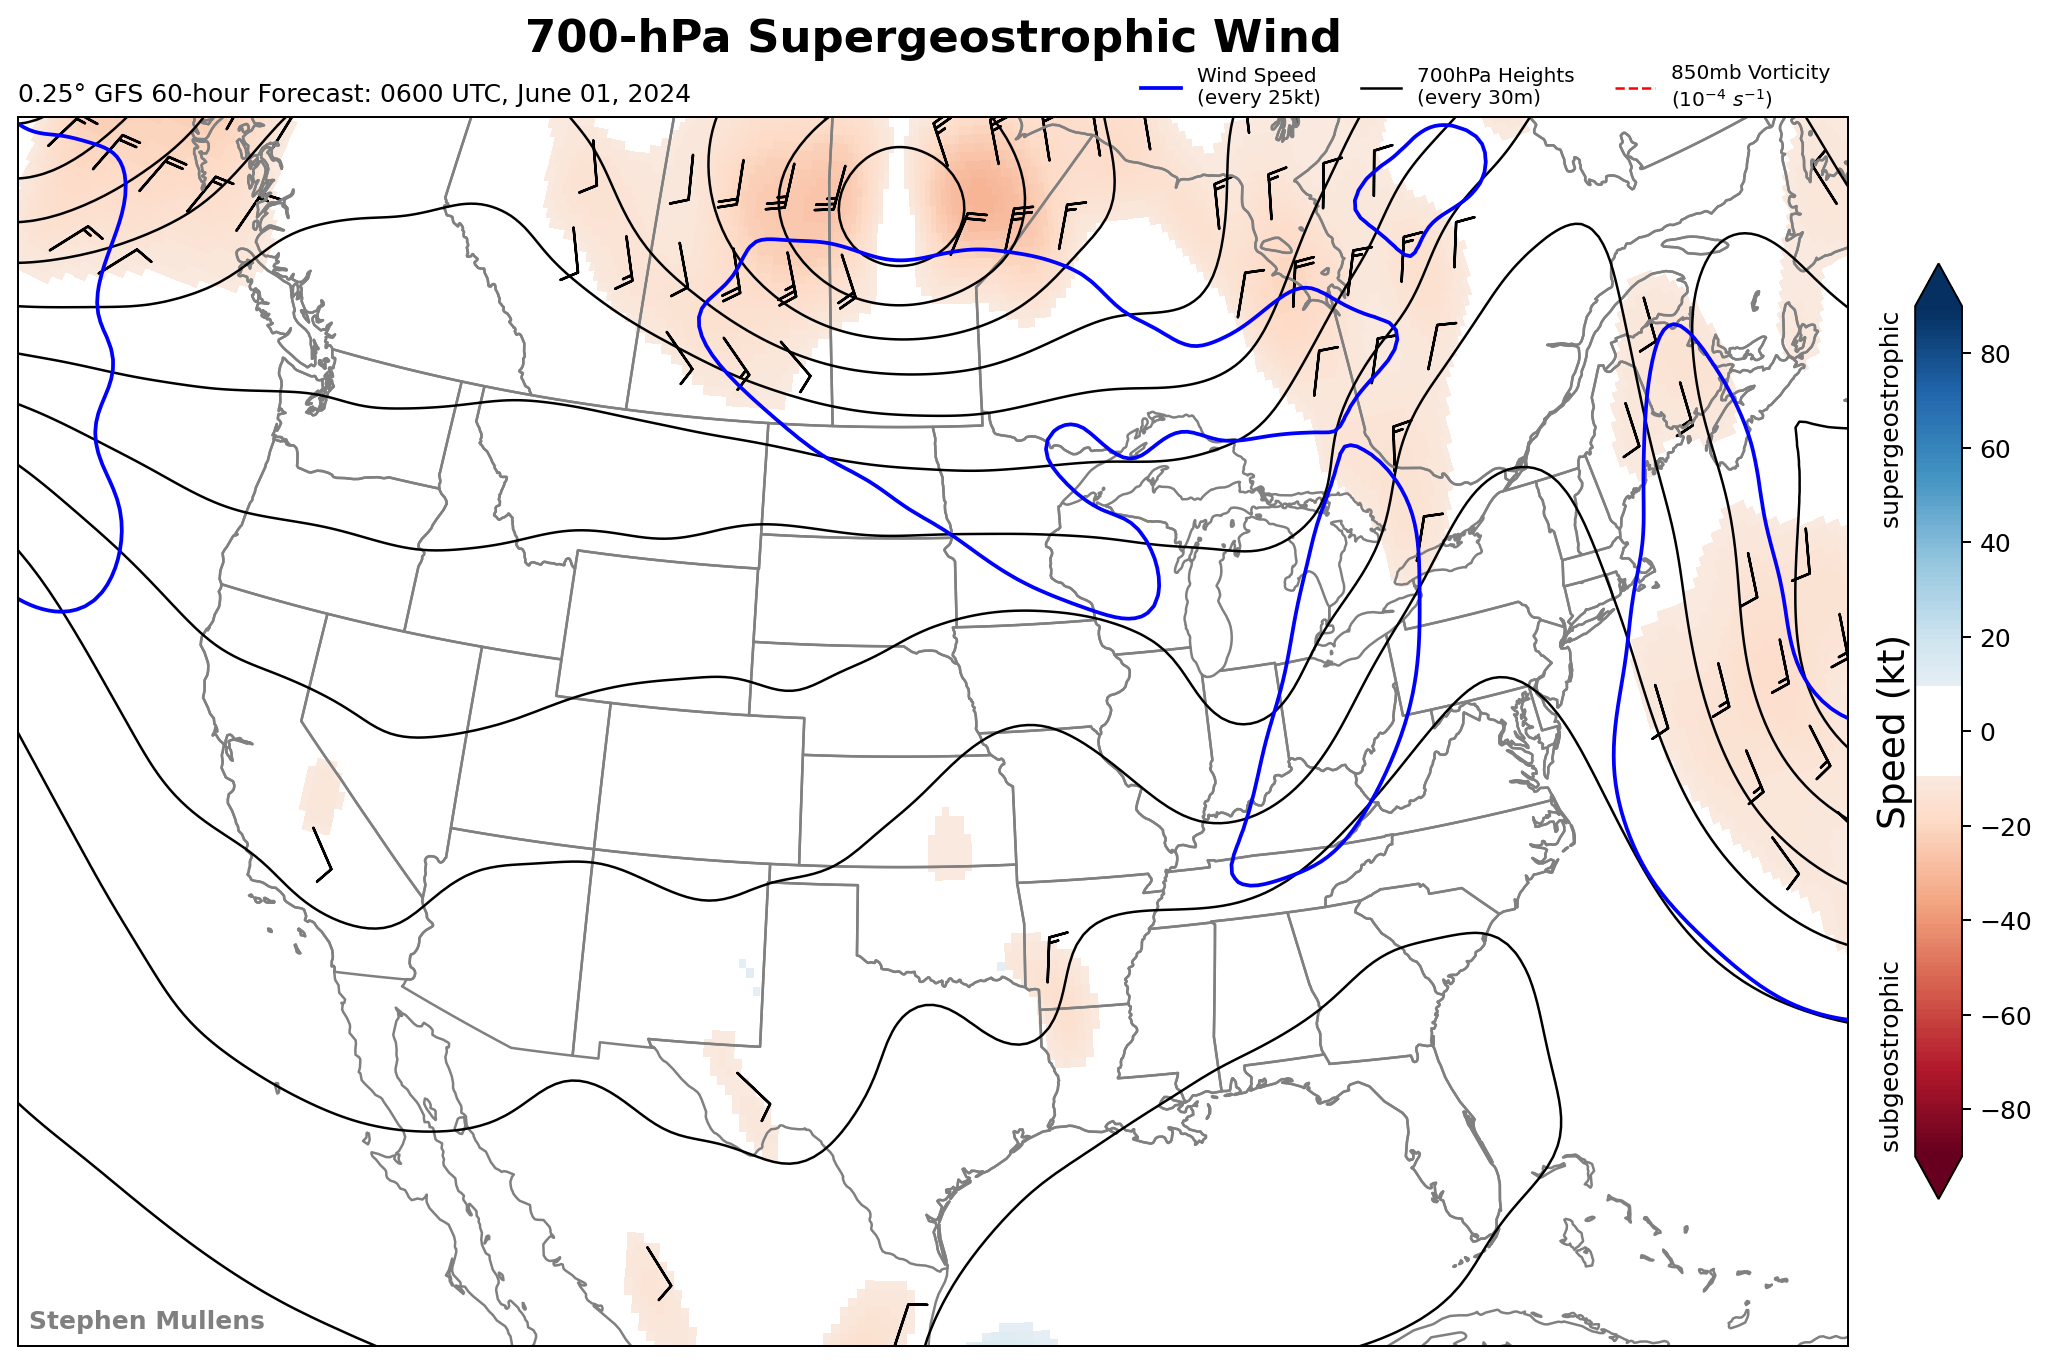 700-hPa Supergeostrophic Wind
0.25° GFS 60-hour Forecast: 0600 UTC, June 01, 2024
Wind Speed
(every 25kt)
700hPa Heights
(every 30m)
850mb Vorticity
(10⁻⁴ s⁻¹)
supergeostrophic
Speed (kt)
subgeostrophic
80
60
40
20
0
−20
−40
−60
−80
Stephen Mullens